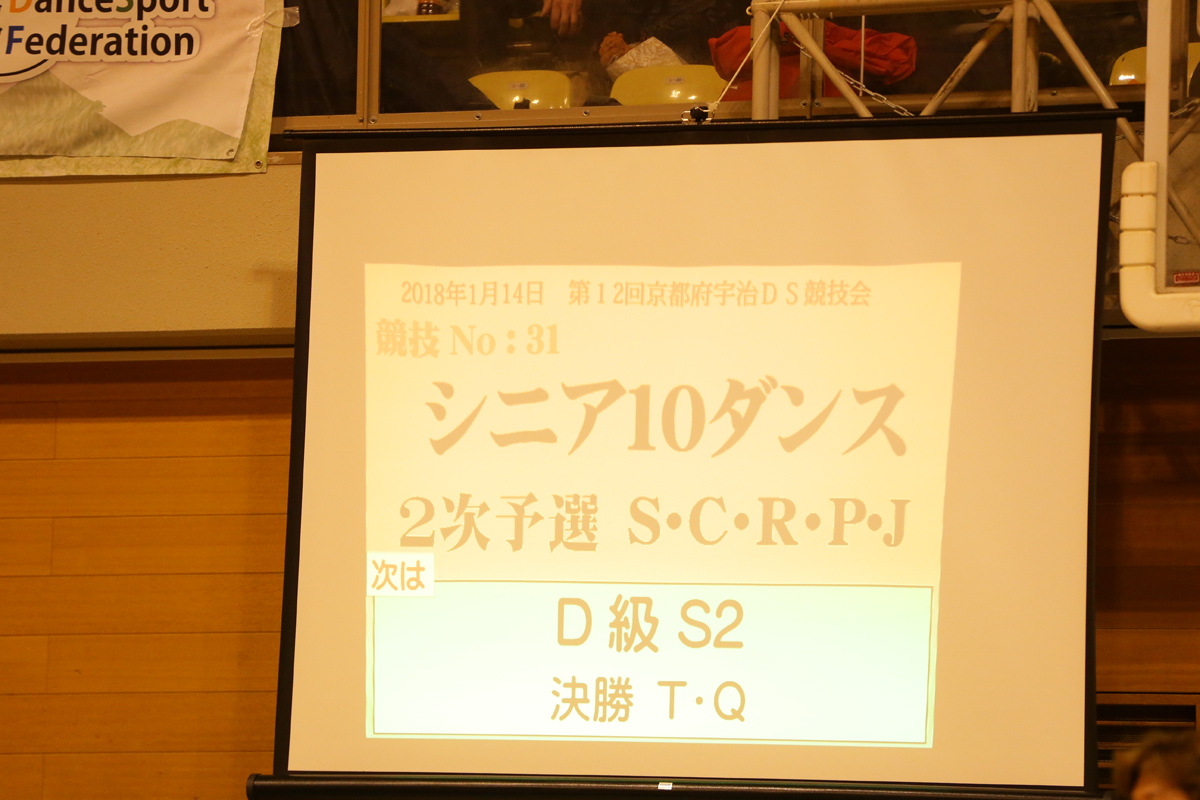 DanceSport
Federation
2018年1月14日 第12回京都府宇治DS競技会
競技 No:31
シニア10ダンス
2次予選 S・C・R・P・J
次は
D級 S2
決勝 T・Q